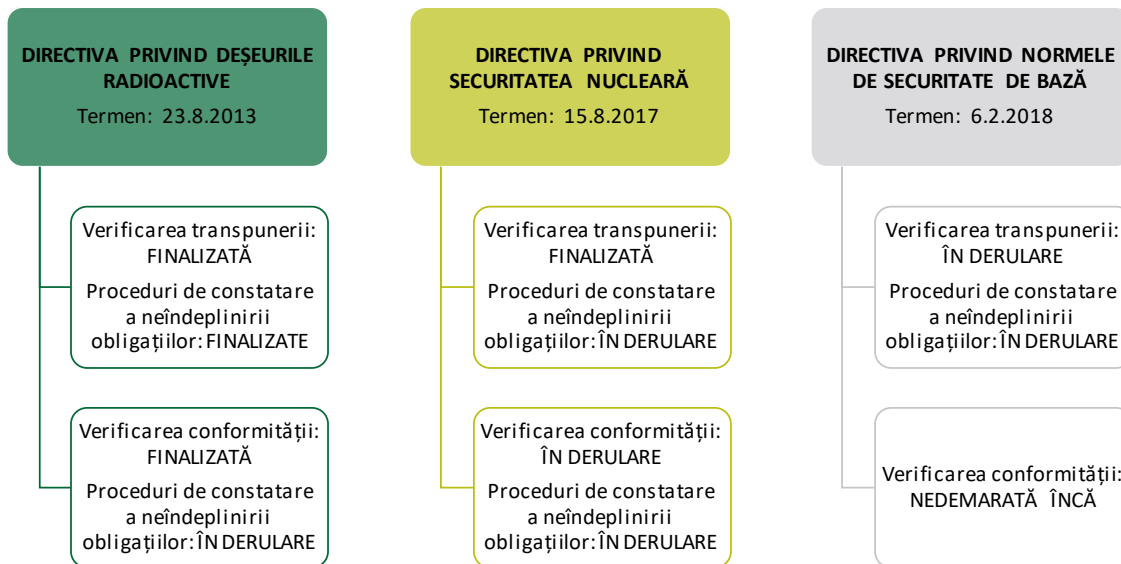 DIRECTIVA PRIVIND DEȘEURILE
RADIOACTIVE
Termen: 23.8.2013
Verificarea transpunerii:
FINALIZATĂ
Proceduri de constatare
a neîndeplinirii
obligațiilor: FINALIZATE
Verificarea conformității:
FINALIZATĂ
Proceduri de constatare
a neîndeplinirii
obligațiilor: ÎN DERULARE
DIRECTIVA PRIVIND
SECURITATEA NUCLEARĂ
Termen: 15.8.2017
Verificarea transpunerii:
FINALIZATĂ
Proceduri de constatare
a neîndeplinirii
obligațiilor: ÎN DERULARE
Verificarea conformității:
ÎN DERULARE
Proceduri de constatare
a neîndeplinirii
obligațiilor: ÎN DERULARE
DIRECTIVA PRIVIND NORMELE
DE SECURITATE DE BAZĂ
Termen: 6.2.2018
Verificarea transpunerii:
ÎN DERULARE
Proceduri de constatare
a neîndeplinirii
obligațiilor: ÎN DERULARE
Verificarea conformității:
NEDEMARATĂ ÎNCĂ